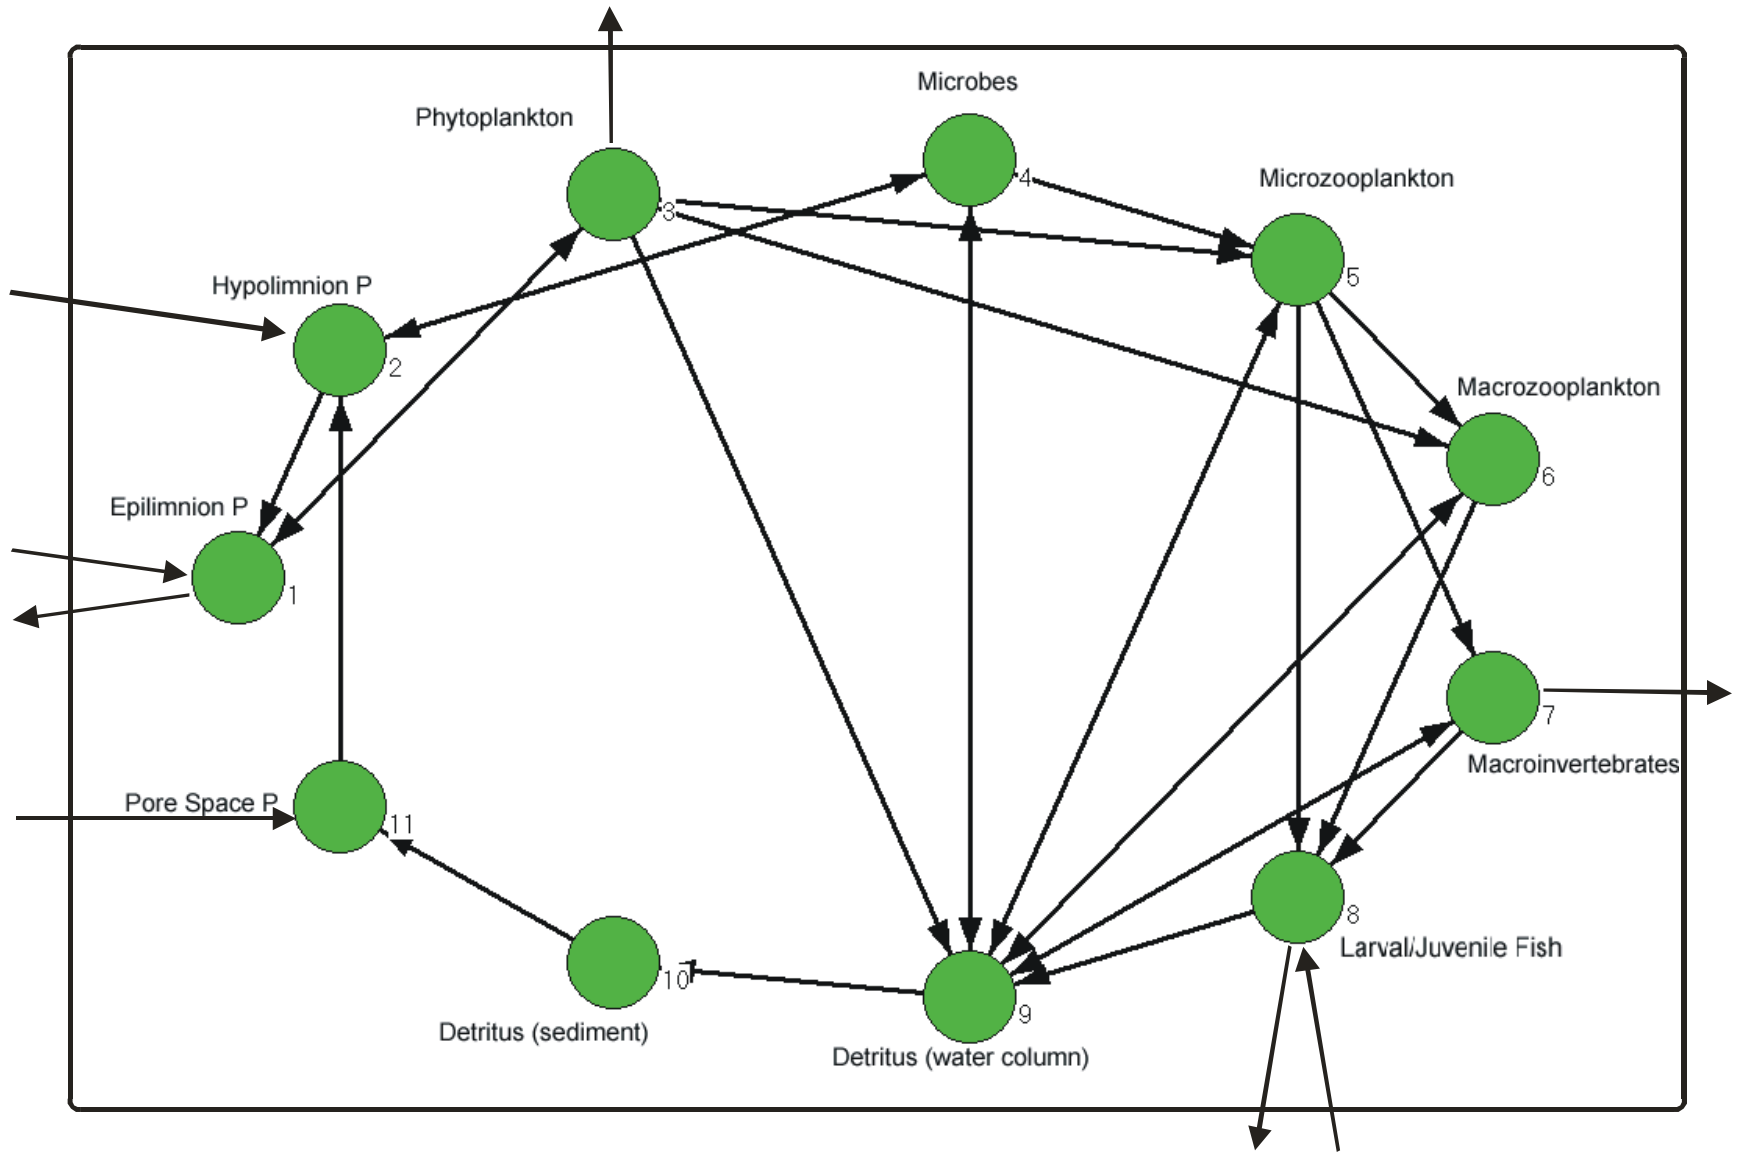 Microbes
Phytoplankton
4
Microzooplankton
3
5
Hypolimnion P
2
Macrozooplankton
6
Epilimnion P
1
7
Macroinvertebrates
Pore Space P
11
8
Larval/Juvenile Fish
10
9
Detritus (sediment)
Detritus (water column)